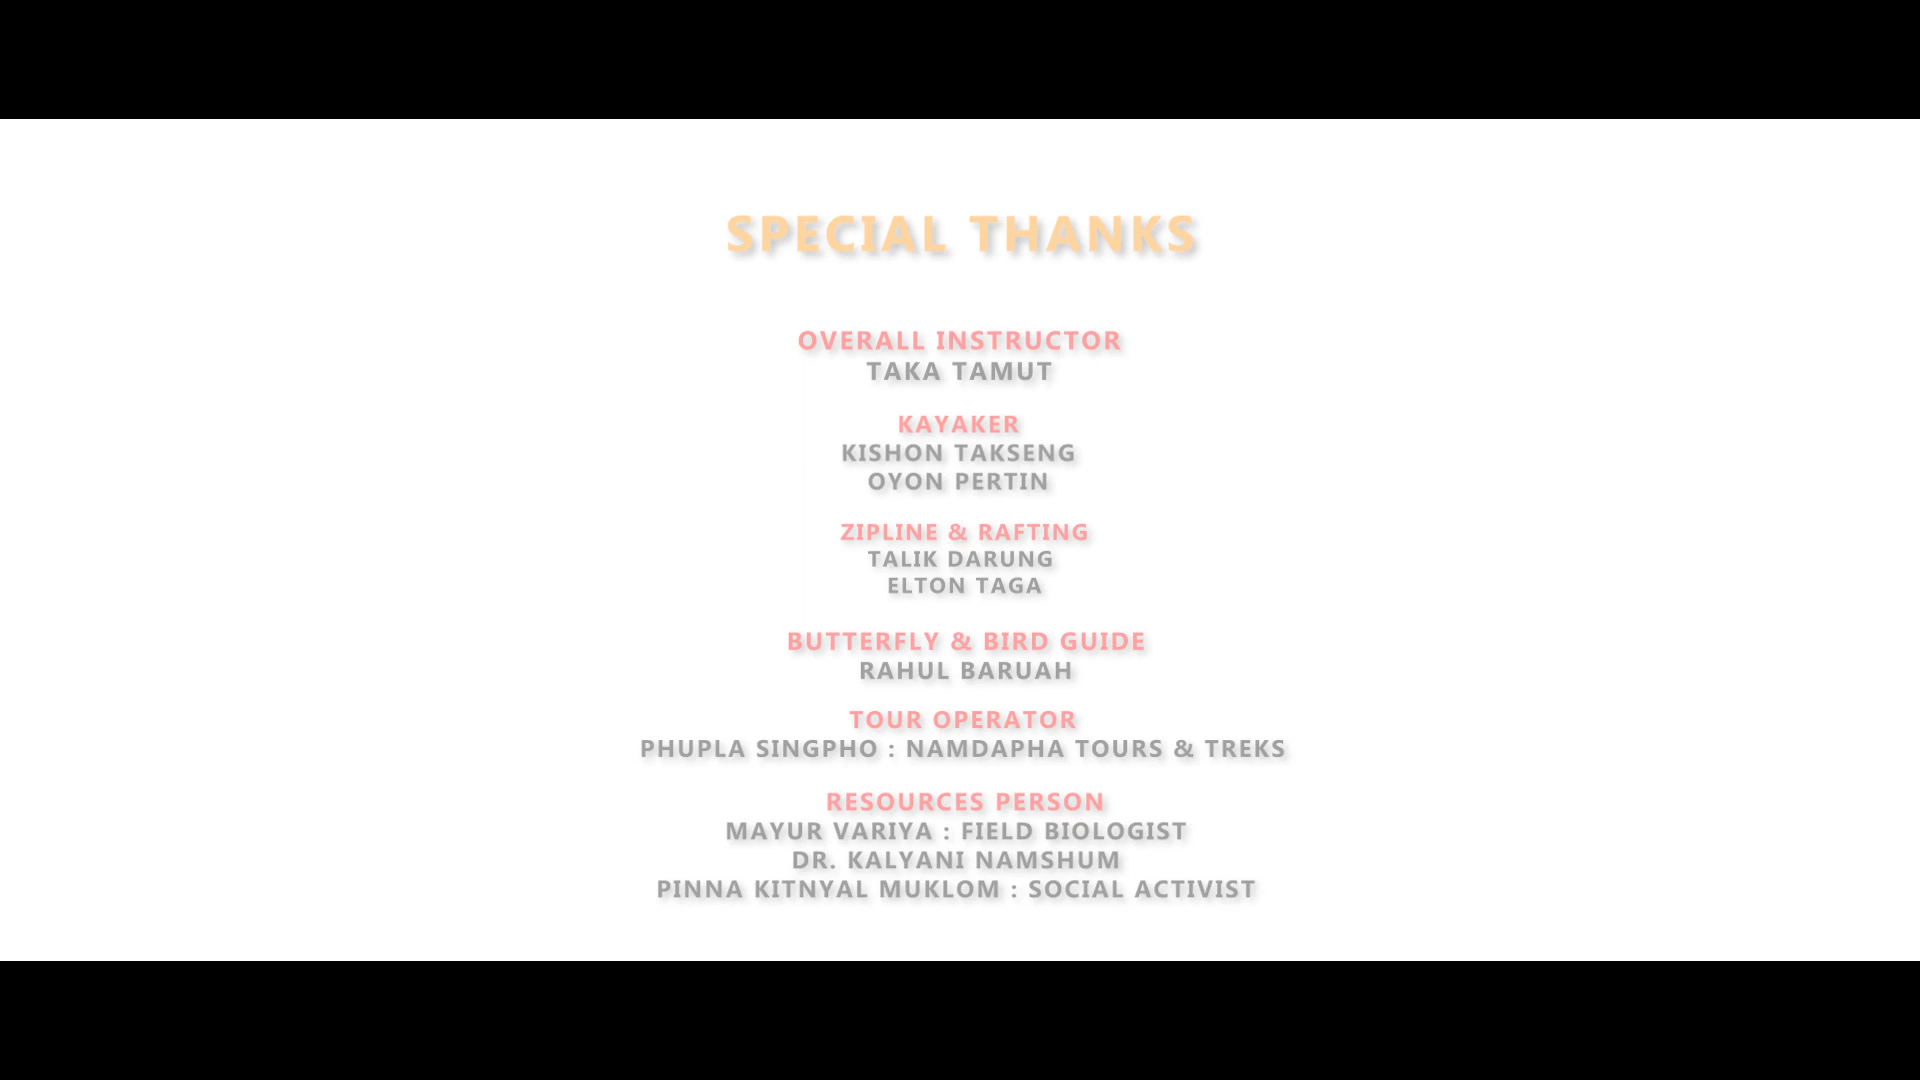 SPECIAL THANKS
OVERALL INSTRUCTOR
TAKA TAMUT
KAYAKER
KISHON TAKSENG
OYON PERTIN
ZIPLINE & RAFTING
TALIK DARUNG
ELTON TAGA
BUTTERFLY & BIRD GUIDE
RAHUL BARUAH
TOUR OPERATOR
PHUPLA SINGPHO : NAMDAPHA TOURS & TREKS
RESOURCES PERSON
MAYUR VARIYA : FIELD BIOLOGIST
DR. KALYANI NAMSHUM
PINNA KITNYAL MUKLOM : SOCIAL ACTIVIST